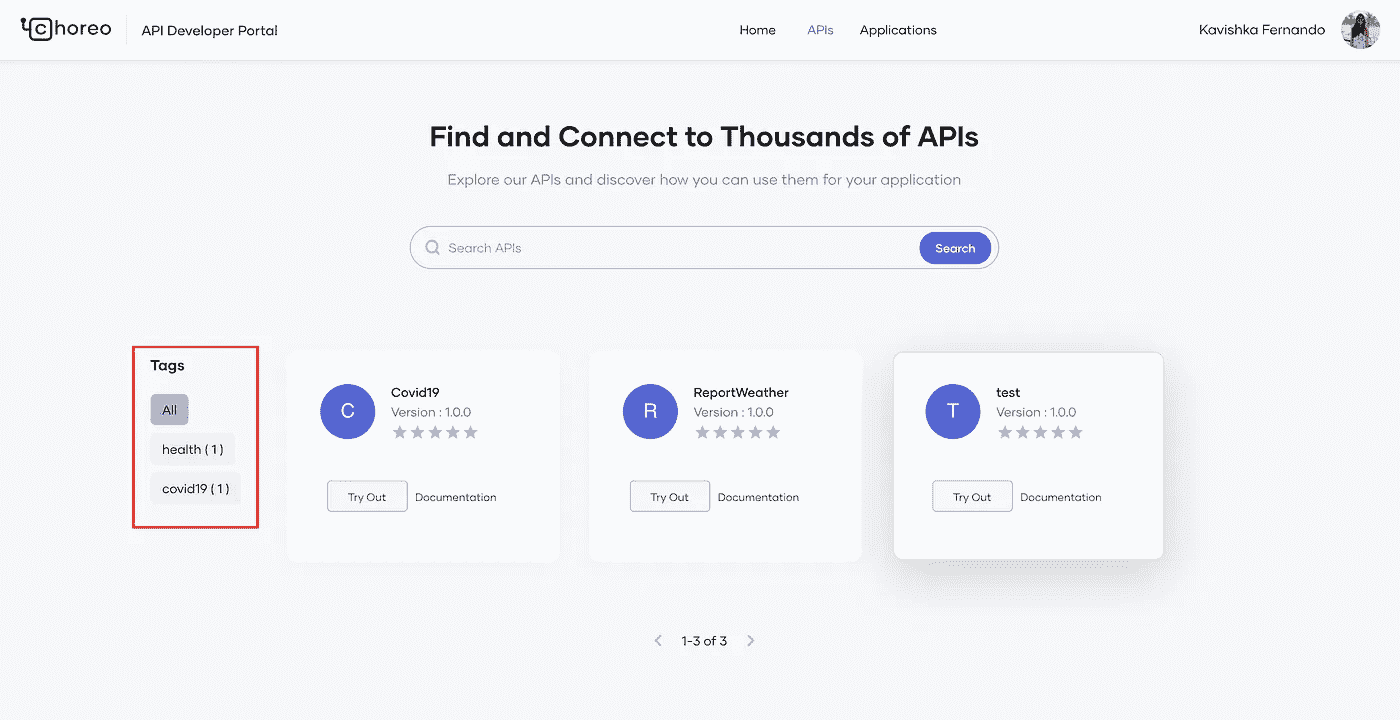 choreo API Developer Portal Home APIs Applications Kavishka Fernando
Find and Connect to Thousands of APIs
Explore our APIs and discover how you can use them for your application
Search APIs Search
Tags
All
health ( 1 )
covid19 ( 1 )
C
Covid19
Version : 1.0.0
Try Out Documentation
R
ReportWeather
Version : 1.0.0
Try Out Documentation
T
test
Version : 1.0.0
Try Out Documentation
1-3 of 3